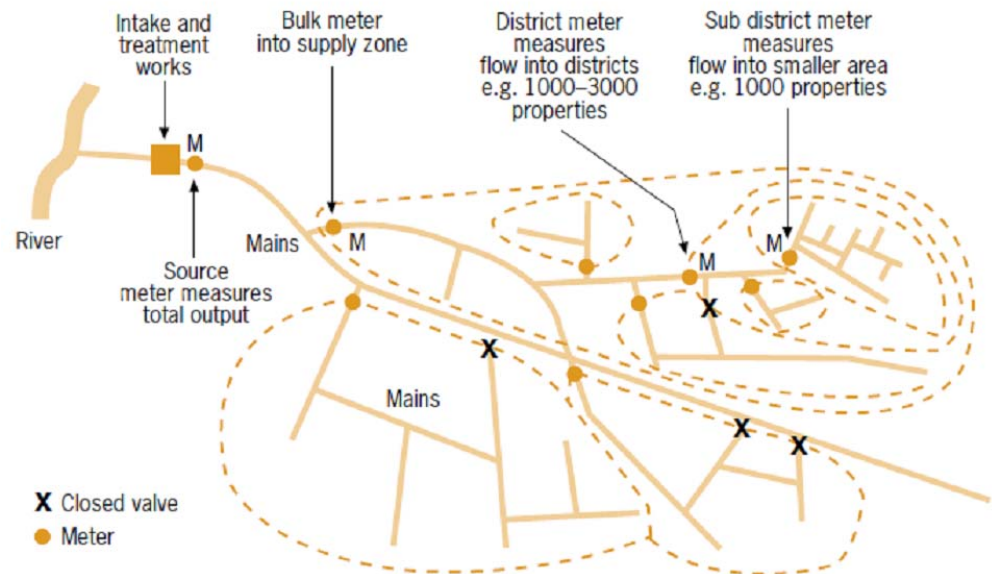 Intake and
treatment
works
Bulk meter
into supply zone
District meter
measures
flow into districts
e.g. 1000–3000
properties
Sub district meter
measures
flow into smaller area
e.g. 1000 properties
M
River
Source
meter measures
total output
Mains
M
M
M
Mains
X Closed valve
Meter
X
X
X
X